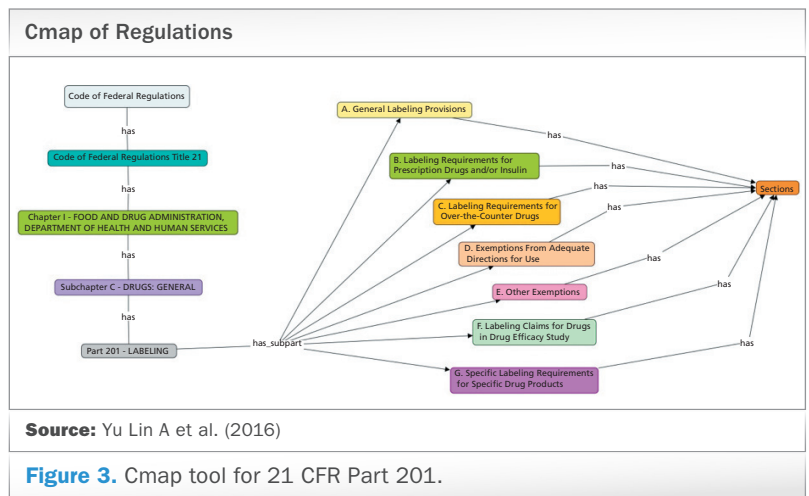 Cmap of Regulations
Code of Federal Regulations
has
Code of Federal Regulations Title 21
has
Chapter I - FOOD AND DRUG ADMINISTRATION,
DEPARTMENT OF HEALTH AND HUMAN SERVICES
has
Subchapter C - DRUGS: GENERAL
has
Part 201 - LABELING
has_subpart
A. General Labeling Provisions
has
B. Labeling Requirements for
Prescription Drugs and/or Insulin
has
C. Labeling Requirements for
Over-the-Counter Drugs
has
D. Exemptions From Adequate
Directions for Use
has
E. Other Exemptions
has
F. Labeling Claims for Drugs
in Drug Efficacy Study
has
G. Specific Labeling Requirements
for Specific Drug Products
has
Sections
Source: Yu Lin A et al. (2016)
Figure 3. Cmap tool for 21 CFR Part 201.